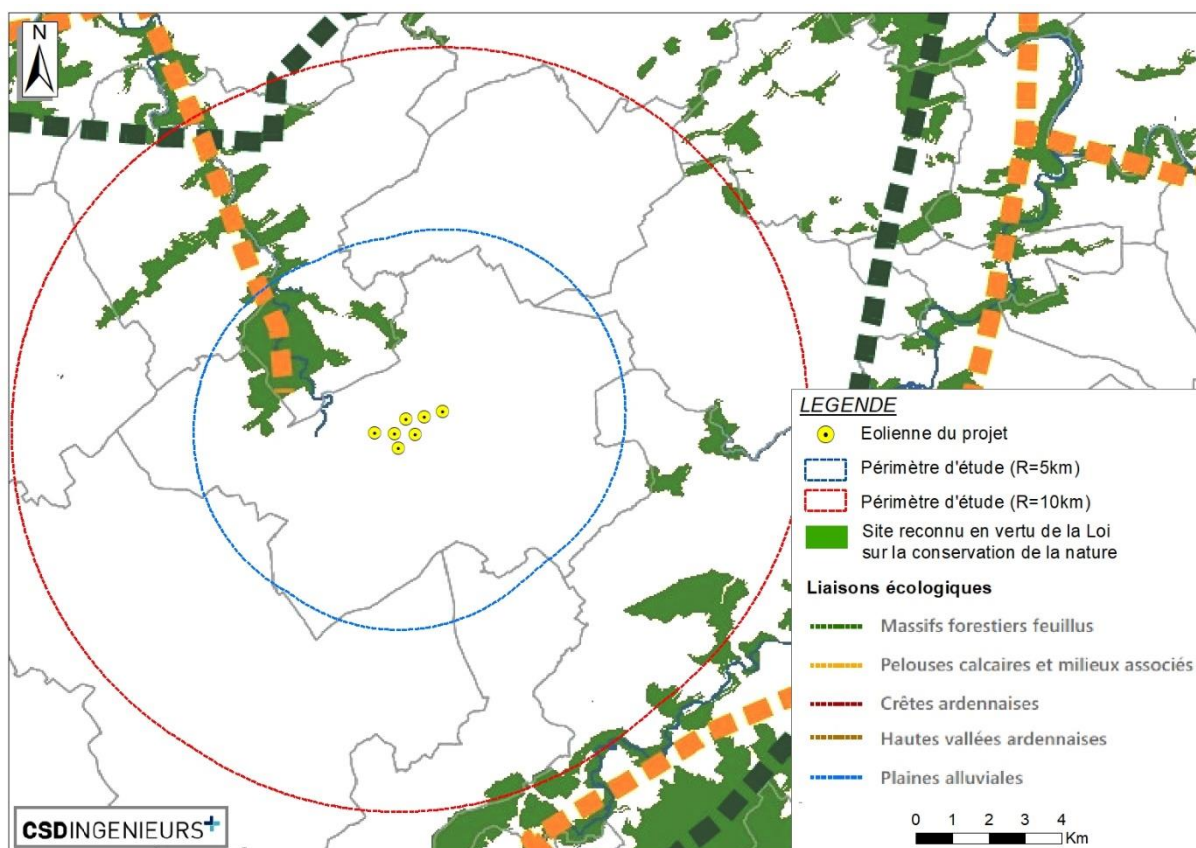 N
LEGENDE
Eolienne du projet
Périmètre d'étude (R=5km)
Périmètre d'étude (R=10km)
Site reconnu en vertu de la Loi
sur la conservation de la nature
Liaisons écologiques
Massifs forestiers feuillus
Pelouses calcaires et milieux associés
Crêtes ardennaises
Hautes vallées ardennaises
Plaines alluviales
0 1 2 3 4
Km
CSDINGENIEURS+